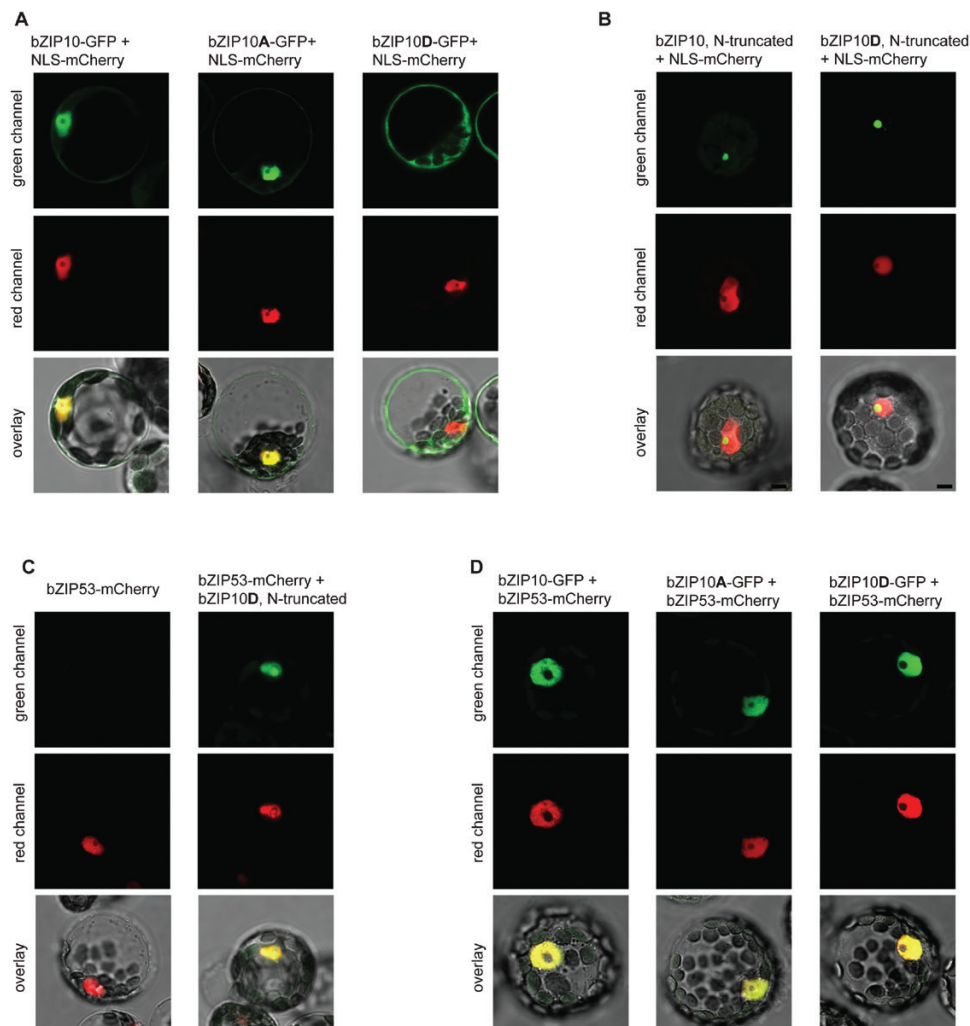 A
bZIP10-GFP +
NLS-mCherry
bZIP10A-GFP+
NLS-mCherry
bZIP10D-GFP+
NLS-mCherry
green channel
red channel
overlay
B
bZIP10, N-truncated
+ NLS-mCherry
bZIP10D, N-truncated
+ NLS-mCherry
green channel
red channel
overlay
C
bZIP53-mCherry
bZIP53-mCherry +
bZIP10D, N-truncated
green channel
red channel
overlay
D
bZIP10-GFP +
bZIP53-mCherry
bZIP10A-GFP +
bZIP53-mCherry
bZIP10D-GFP +
bZIP53-mCherry
green channel
red channel
overlay